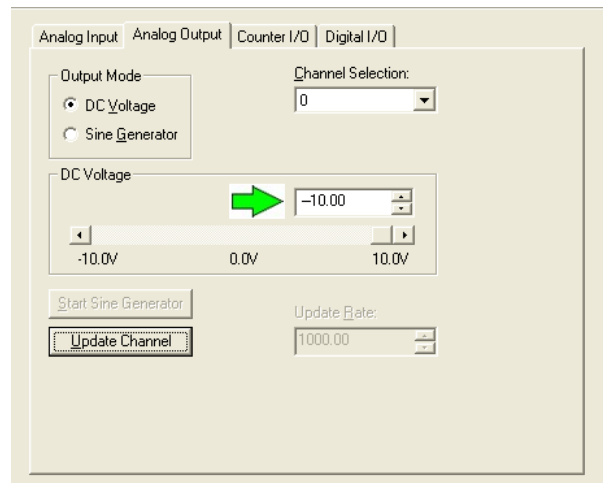 Analog Input Analog Output Counter I/O Digital I/O
Output Mode
DC Voltage
Sine Generator
Channel Selection:
0
DC Voltage
–10.00
-10.0V 0.0V 10.0V
Start Sine Generator
Update Channel
Update Rate:
1000.00